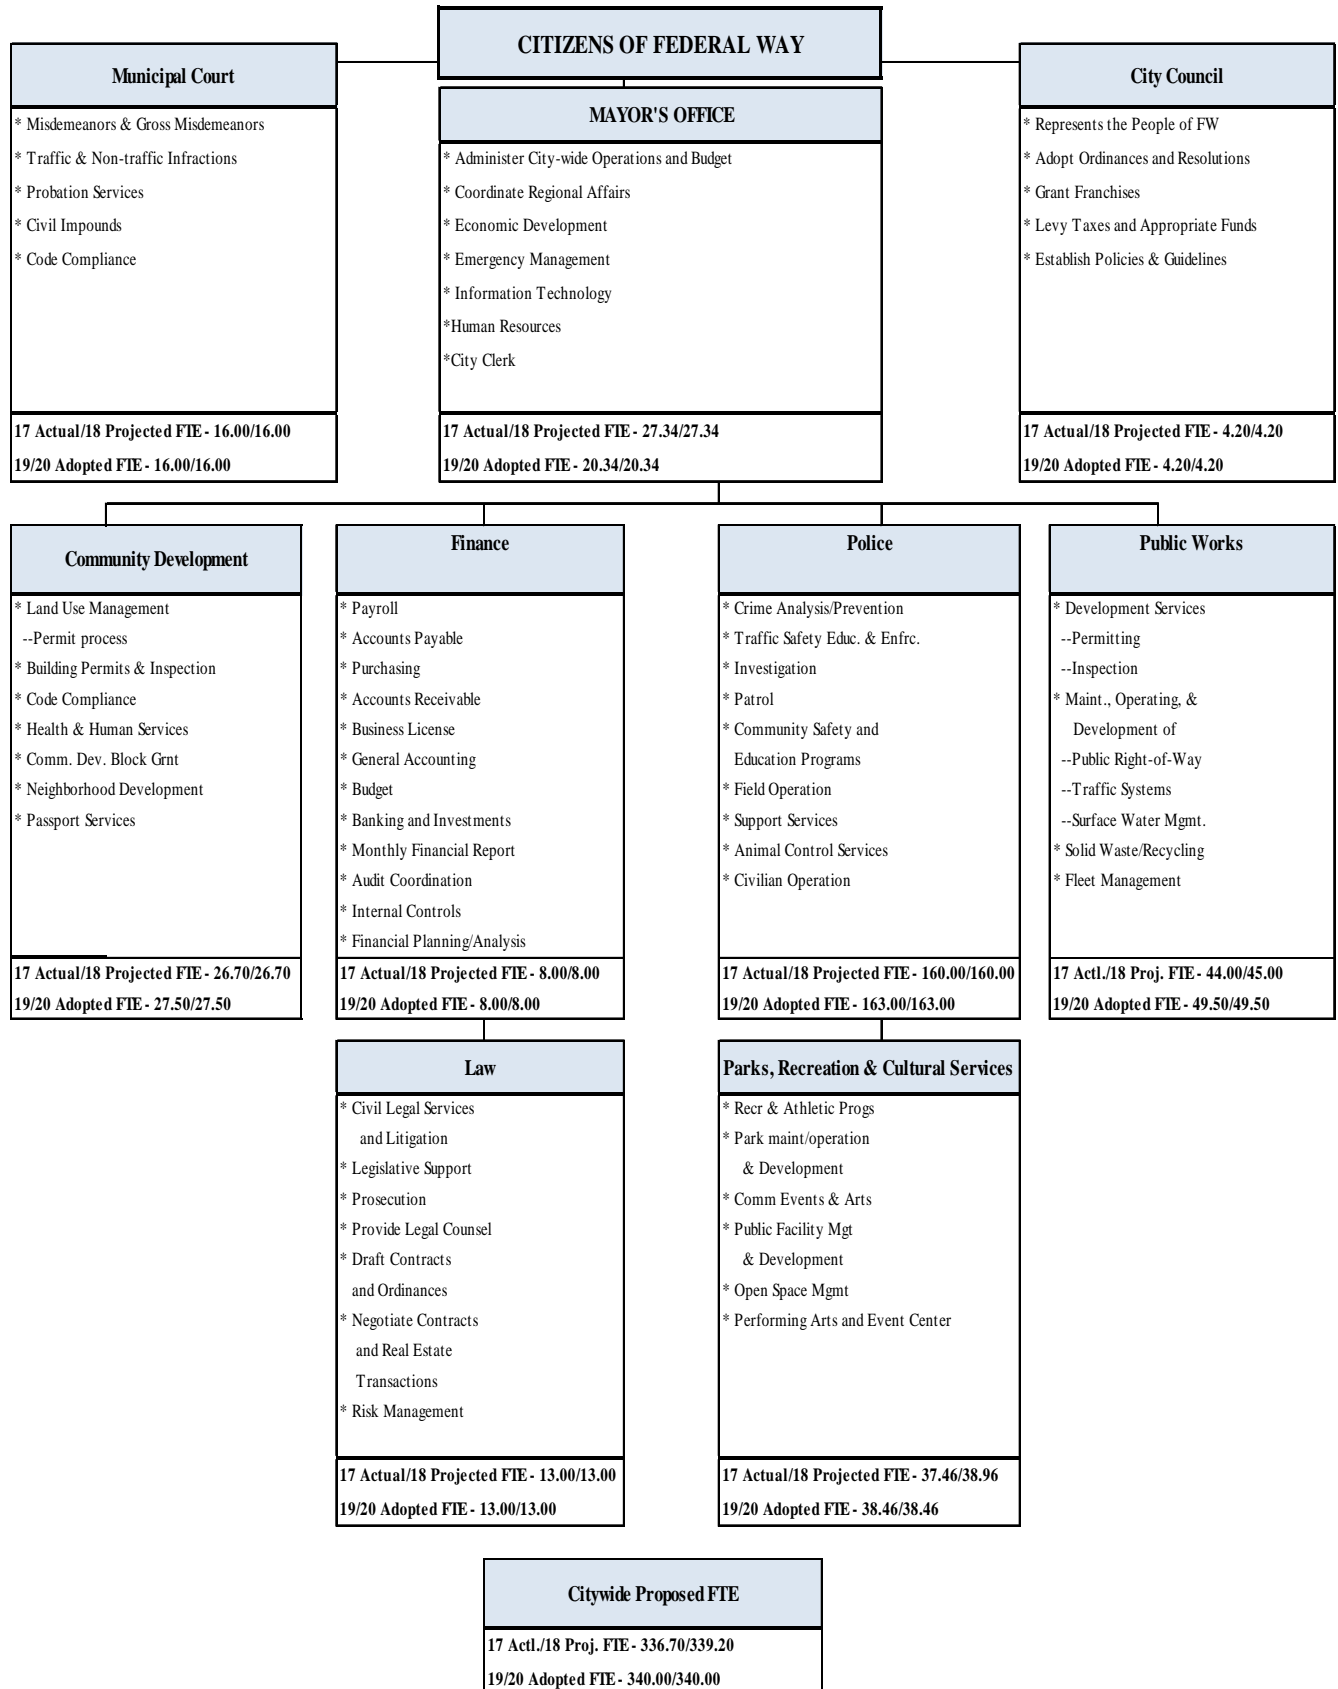 CITIZENS OF FEDERAL WAY
Municipal Court
* Misdemeanors & Gross Misdemeanors
* Traffic & Non-traffic Infractions
* Probation Services
* Civil Impounds
* Code Compliance
17 Actual/18 Projected FTE - 16.00/16.00
19/20 Adopted FTE - 16.00/16.00
MAYOR'S OFFICE
* Administer City-wide Operations and Budget
* Coordinate Regional Affairs
* Economic Development
* Emergency Management
* Information Technology
*Human Resources
*City Clerk
17 Actual/18 Projected FTE - 27.34/27.34
19/20 Adopted FTE - 20.34/20.34
City Council
* Represents the People of FW
* Adopt Ordinances and Resolutions
* Grant Franchises
* Levy Taxes and Appropriate Funds
* Establish Policies & Guidelines
17 Actual/18 Projected FTE - 4.20/4.20
19/20 Adopted FTE - 4.20/4.20
Community Development
* Land Use Management
--Permit process
* Building Permits & Inspection
* Code Compliance
* Health & Human Services
* Comm. Dev. Block Grnt
* Neighborhood Development
* Passport Services
17 Actual/18 Projected FTE - 26.70/26.70
19/20 Adopted FTE - 27.50/27.50
Finance
* Payroll
* Accounts Payable
* Purchasing
* Accounts Receivable
* Business License
* General Accounting
* Budget
* Banking and Investments
* Monthly Financial Report
* Audit Coordination
* Internal Controls
* Financial Planning/Analysis
17 Actual/18 Projected FTE - 8.00/8.00
19/20 Adopted FTE - 8.00/8.00
Police
* Crime Analysis/Prevention
* Traffic Safety Educ. & Enfrc.
* Investigation
* Patrol
* Community Safety and
Education Programs
* Field Operation
* Support Services
* Animal Control Services
* Civilian Operation
17 Actual/18 Projected FTE - 160.00/160.00
19/20 Adopted FTE - 163.00/163.00
Public Works
* Development Services
--Permitting
--Inspection
* Maint., Operating, &
Development of
--Public Right-of-Way
--Traffic Systems
--Surface Water Mgmt.
* Solid Waste/Recycling
* Fleet Management
17 Actl./18 Proj. FTE - 44.00/45.00
19/20 Adopted FTE - 49.50/49.50
Law
* Civil Legal Services
and Litigation
* Legislative Support
* Prosecution
* Provide Legal Counsel
* Draft Contracts
and Ordinances
* Negotiate Contracts
and Real Estate
Transactions
* Risk Management
17 Actual/18 Projected FTE - 13.00/13.00
19/20 Adopted FTE - 13.00/13.00
Parks, Recreation & Cultural Services
* Recr & Athletic Progs
* Park maint/operation
& Development
* Comm Events & Arts
* Public Facility Mgt
& Development
* Open Space Mgmt
* Performing Arts and Event Center
17 Actual/18 Projected FTE - 37.46/38.96
19/20 Adopted FTE - 38.46/38.46
Citywide Proposed FTE
17 Actl./18 Proj. FTE - 336.70/339.20
19/20 Adopted FTE - 340.00/340.00